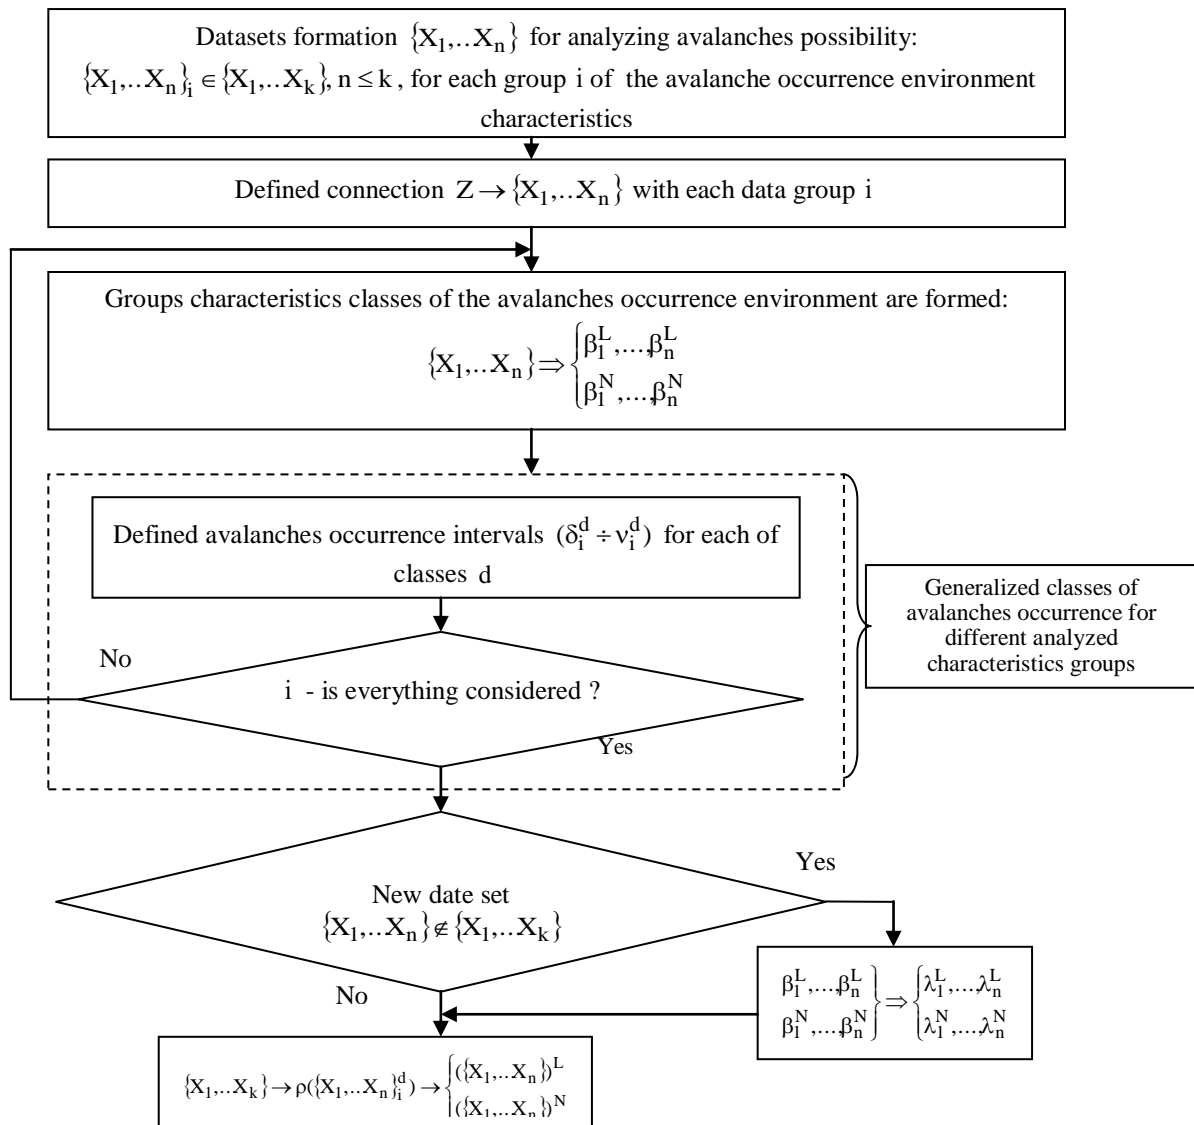 Datasets formation {X₁,...Xₙ} for analyzing avalanches possibility:
{X₁,...Xₙ}ᵢ ∈ {X₁,...Xₖ}, n ≤ k , for each group i of the avalanche occurrence environment
characteristics
Defined connection Z → {X₁,...Xₙ} with each data group i
Groups characteristics classes of the avalanches occurrence environment are formed:
{X₁,...Xₙ} ⇒ { β₁ᴸ,...,βₙᴸ
β₁ᴺ,...,βₙᴺ
Defined avalanches occurrence intervals (δᵢᵈ ÷ νᵢᵈ) for each of
classes d
Generalized classes of
avalanches occurrence for
different analyzed
characteristics groups
No
i - is everything considered ?
Yes
Yes
New date set
{X₁,...Xₙ} ∉ {X₁,...Xₖ}
No
β₁ᴸ,...,βₙᴸ } ⇒ { λ₁ᴸ,...,λₙᴸ
β₁ᴺ,...,βₙᴺ λ₁ᴺ,...,λₙᴺ
{X₁,..Xₖ} → ρ({X₁,...Xₙ}ᵢᵈ) → { ({X₁,...Xₙ})ᴸ
({X₁,...Xₙ})ᴺ